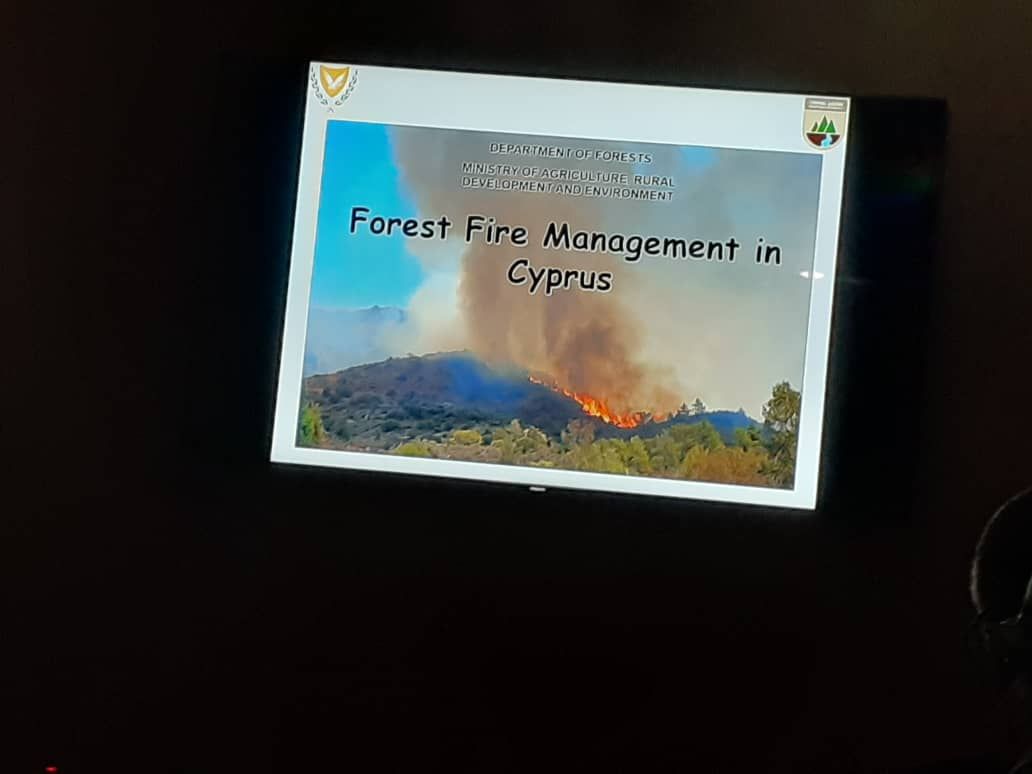 DEPARTMENT OF FORESTS
MINISTRY OF AGRICULTURE, RURAL
DEVELOPMENT AND ENVIRONMENT
Forest Fire Management in
Cyprus